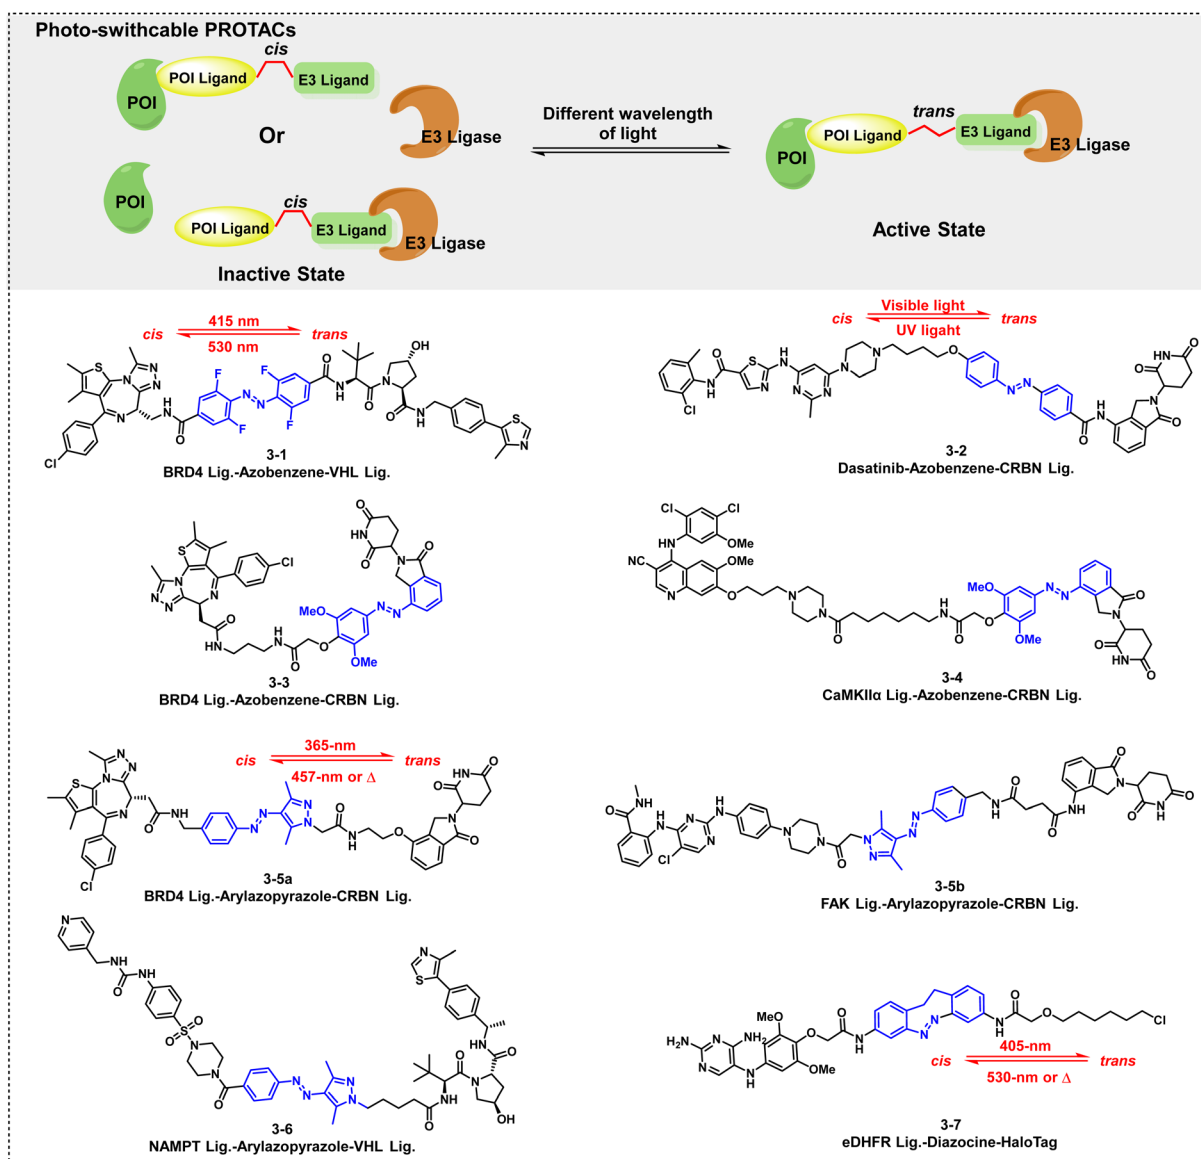 Photo-swithcable PROTACs
cis
POI
POI Ligand
E3 Ligand
Or
E3 Ligase
POI
cis
POI Ligand
E3 Ligand
E3 Ligase
Inactive State
Different wavelength
of light
trans
POI
POI Ligand
E3 Ligand
E3 Ligase
Active State
cis
415 nm
530 nm
trans
3-1
BRD4 Lig.-Azobenzene-VHL Lig.
cis
Visible light
UV ligaht
trans
3-2
Dasatinib-Azobenzene-CRBN Lig.
3-3
BRD4 Lig.-Azobenzene-CRBN Lig.
3-4
CaMKIIα Lig.-Azobenzene-CRBN Lig.
cis
365-nm
457-nm or Δ
trans
3-5a
BRD4 Lig.-Arylazopyrazole-CRBN Lig.
3-5b
FAK Lig.-Arylazopyrazole-CRBN Lig.
3-6
NAMPT Lig.-Arylazopyrazole-VHL Lig.
cis
405-nm
530-nm or Δ
trans
3-7
eDHFR Lig.-Diazocine-HaloTag